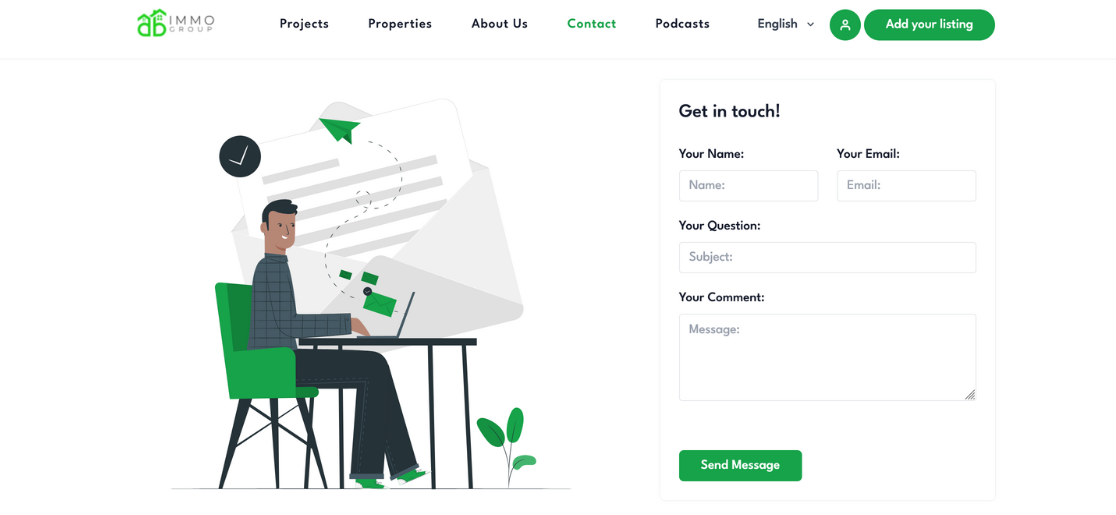 ab IMMO
GROUP
Projects Properties About Us Contact Podcasts English Add your listing
Get in touch!
Your Name: Your Email:
Name: Email:
Your Question:
Subject:
Your Comment:
Message:
Send Message